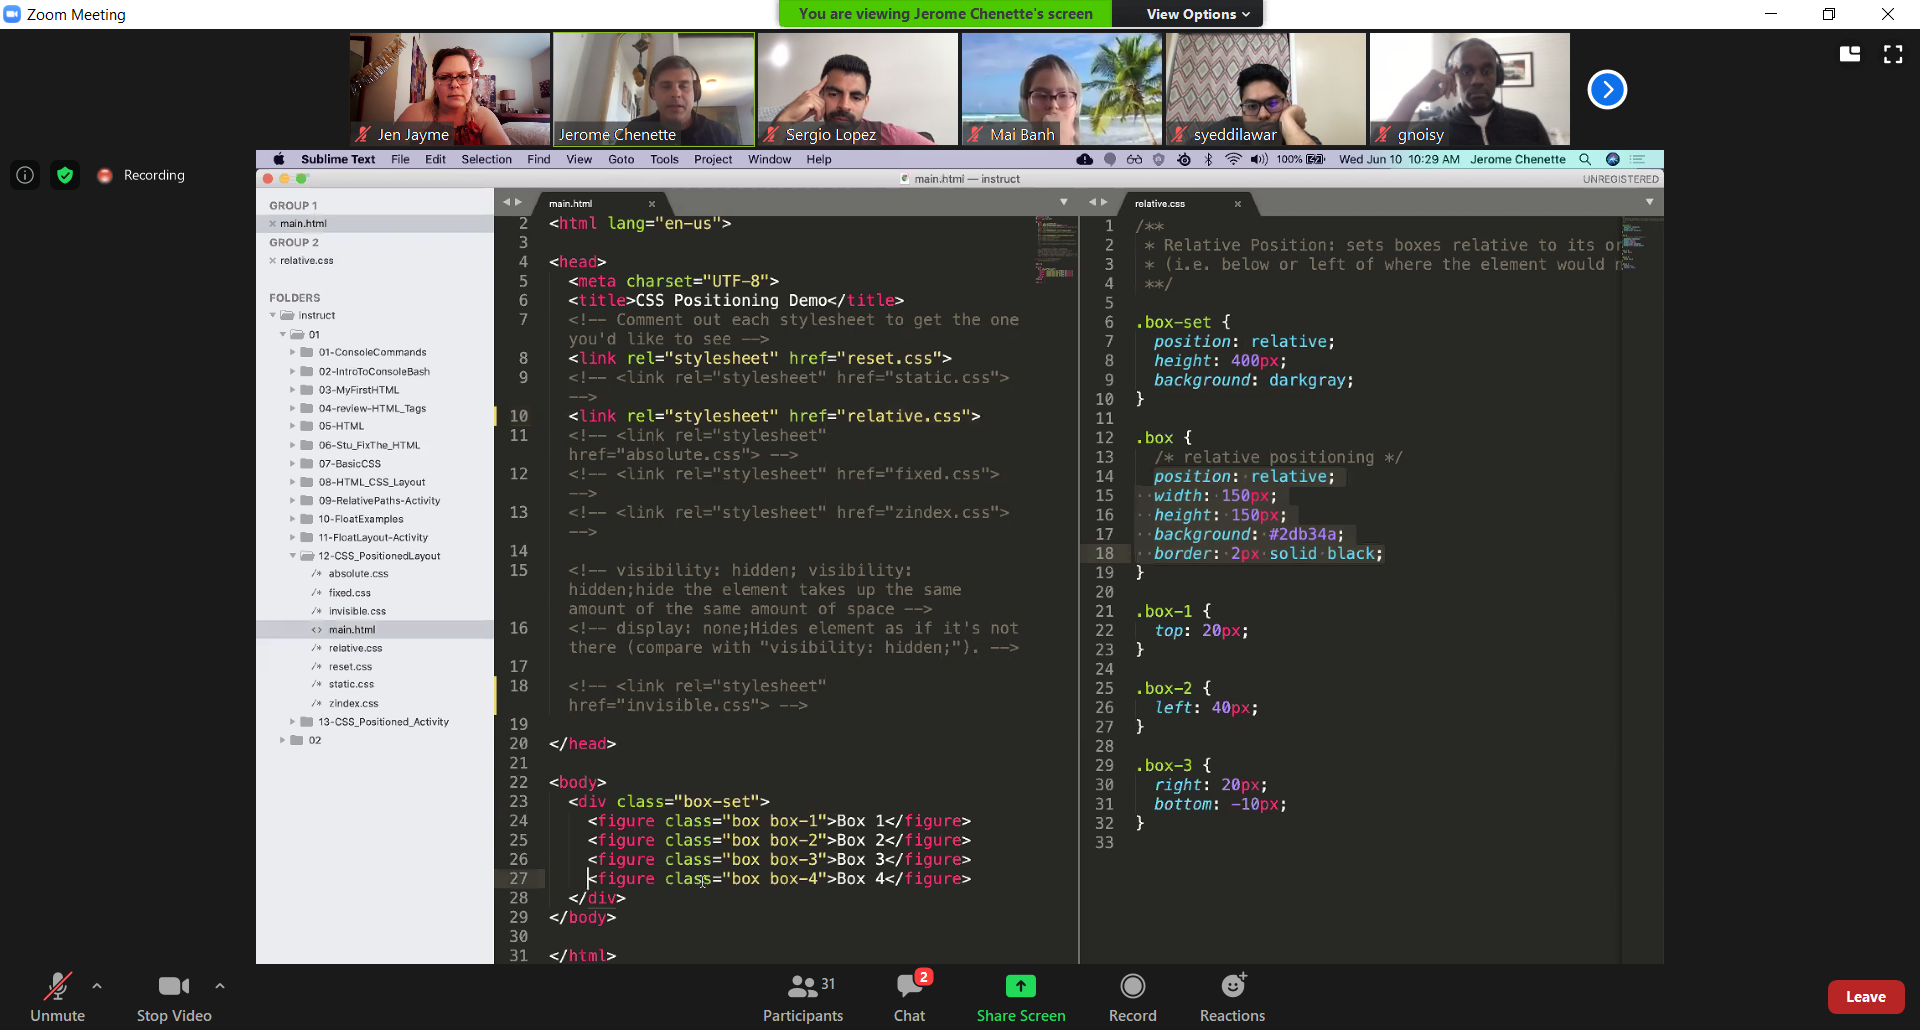 Zoom Meeting
You are viewing Jerome Chenette's screen
View Options
Jen Jayme
Jerome Chenette
Sergio Lopez
Mai Banh
syeddilawar
gnoisy
Recording
Sublime Text File Edit Selection Find View Goto Tools Project Window Help
100% Wed Jun 10 10:29 AM Jerome Chenette
main.html — instruct
UNREGISTERED
GROUP 1
main.html
GROUP 2
relative.css
FOLDERS
instruct
01
01-ConsoleCommands
02-IntroToConsoleBash
03-MyFirstHTML
04-review-HTML_Tags
05-HTML
06-Stu_FixThe_HTML
07-BasicCSS
08-HTML_CSS_Layout
09-RelativePaths-Activity
10-FloatExamples
11-FloatLayout-Activity
12-CSS_PositionedLayout
/* absolute.css
/* fixed.css
/* invisible.css
<> main.html
/* relative.css
/* reset.css
/* static.css
/* zindex.css
13-CSS_Positioned_Activity
02
main.html
2 <html lang="en-us">
3
4 <head>
5 <meta charset="UTF-8">
6 <title>CSS Positioning Demo</title>
7 <!-- Comment out each stylesheet to get the one
you'd like to see -->
8 <link rel="stylesheet" href="reset.css">
9 <!-- <link rel="stylesheet" href="static.css">
-->
10 <link rel="stylesheet" href="relative.css">
11 <!-- <link rel="stylesheet"
href="absolute.css"> -->
12 <!-- <link rel="stylesheet" href="fixed.css">
-->
13 <!-- <link rel="stylesheet" href="zindex.css">
-->
14
15 <!-- visibility: hidden; visibility:
hidden;hide the element takes up the same
amount of the same amount of space -->
16 <!-- display: none;Hides element as if it's not
there (compare with "visibility: hidden;"). -->
17
18 <!-- <link rel="stylesheet"
href="invisible.css"> -->
19
20 </head>
21
22 <body>
23 <div class="box-set">
24 <figure class="box box-1">Box 1</figure>
25 <figure class="box box-2">Box 2</figure>
26 <figure class="box box-3">Box 3</figure>
27 <figure class="box box-4">Box 4</figure>
28 </div>
29 </body>
30
31 </html>
relative.css
1 /**
2 * Relative Position: sets boxes relative to its or
3 * (i.e. below or left of where the element would
4 **/
5
6 .box-set {
7 position: relative;
8 height: 400px;
9 background: darkgray;
10 }
11
12 .box {
13 /* relative positioning */
14 position: relative;
15 width: 150px;
16 height: 150px;
17 background: #2db34a;
18 border: 2px solid black;
19 }
20
21 .box-1 {
22 top: 20px;
23 }
24
25 .box-2 {
26 left: 40px;
27 }
28
29 .box-3 {
30 right: 20px;
31 bottom: -10px;
32 }
33
Unmute
Stop Video
31
Participants
2
Chat
Share Screen
Record
Reactions
Leave